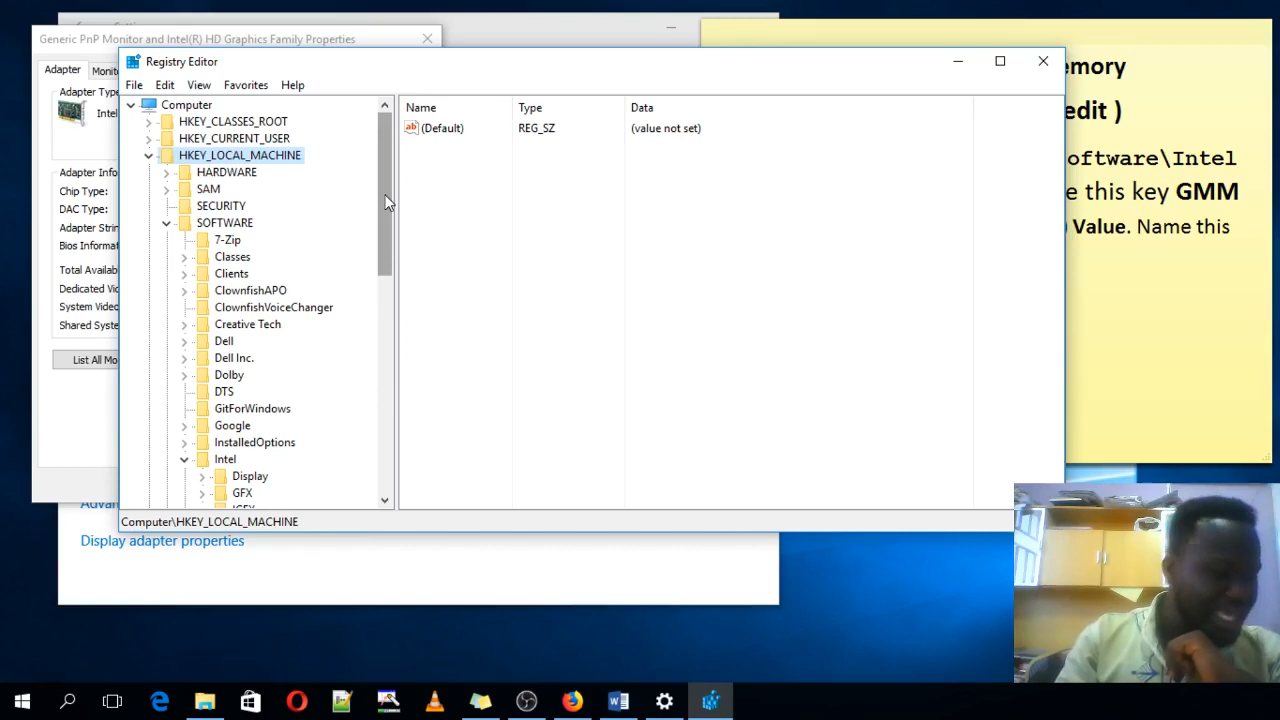 Generic PnP Monitor and Intel(R) HD Graphics Family Properties
Adapter
Adapter Type
Intel
Adapter Info
Chip Type:
DAC Type:
Adapter Strin
Bios Informat
Total Availab
Dedicated Vi
System Video
Shared Syste
List All Mo
Registry Editor
File Edit View Favorites Help
Computer
HKEY_CLASSES_ROOT
HKEY_CURRENT_USER
HKEY_LOCAL_MACHINE
HARDWARE
SAM
SECURITY
SOFTWARE
7-Zip
Classes
Clients
ClownfishAPO
ClownfishVoiceChanger
Creative Tech
Dell
Dell Inc.
Dolby
DTS
GitForWindows
Google
InstalledOptions
Intel
Display
GFX
Name Type Data
ab (Default) REG_SZ (value not set)
Computer\HKEY_LOCAL_MACHINE
emory
edit )
oftware\Intel
e this key GMM
) Value. Name this
Display adapter properties